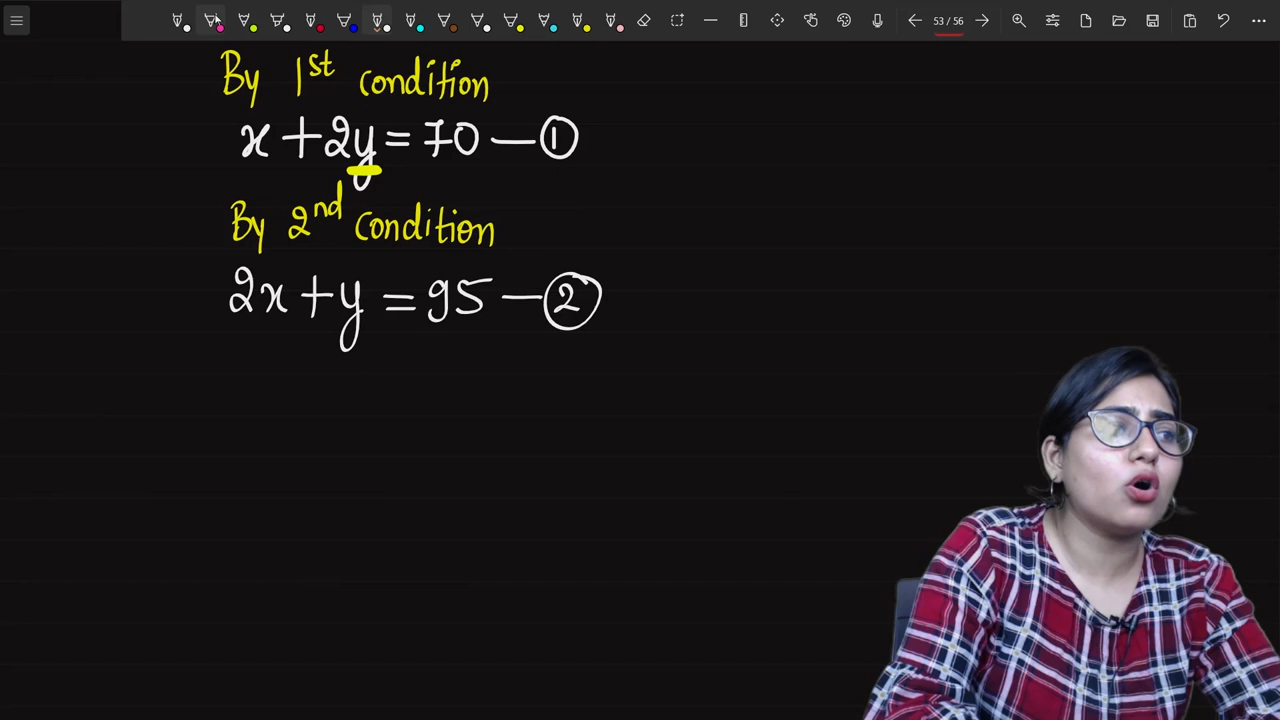 53 / 56
By 1st condition
x + 2y = 70 — ①
By 2nd condition
2x + y = 95 — ②